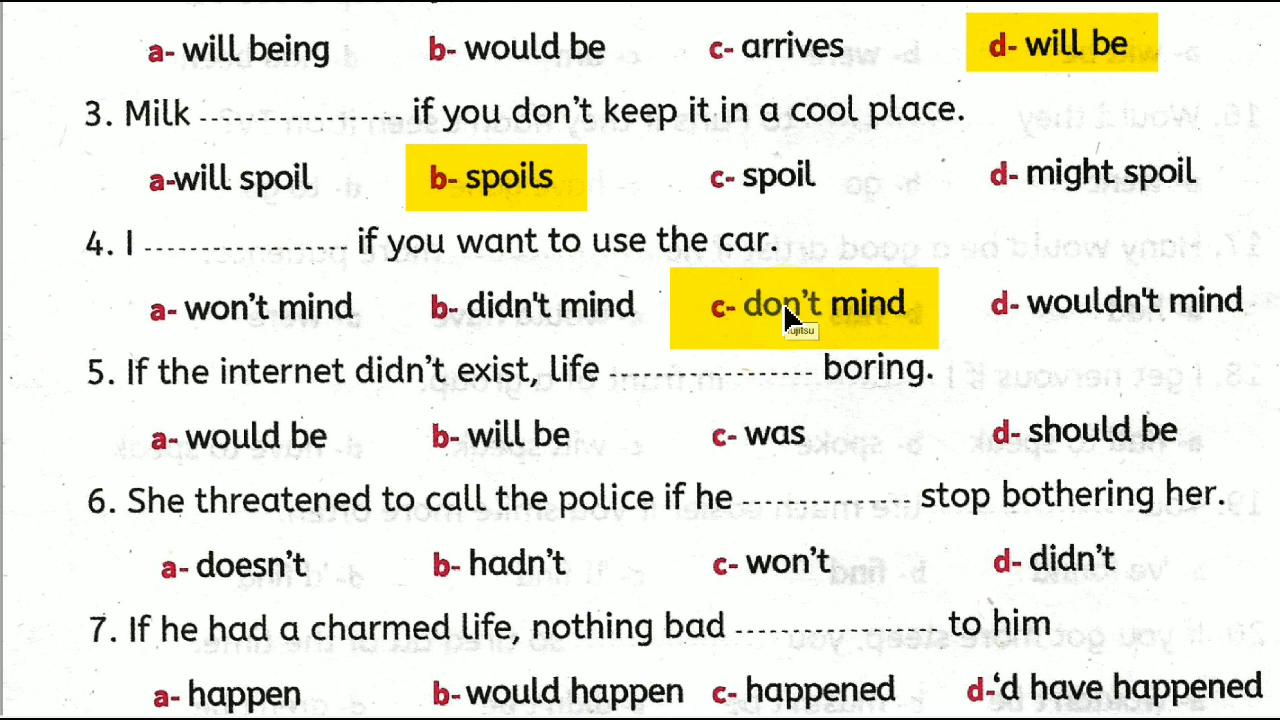 a- will being b- would be c- arrives d- will be
3. Milk ------------------ if you don't keep it in a cool place.
a-will spoil b- spoils c- spoil d- might spoil
4. I ------------------ if you want to use the car.
a- won't mind b- didn't mind c- don't mind d- wouldn't mind
5. If the internet didn't exist, life ------------------ boring.
a- would be b- will be c- was d- should be
6. She threatened to call the police if he --------------- stop bothering her.
a- doesn't b- hadn't c- won't d- didn't
7. If he had a charmed life, nothing bad ------------------ to him
a- happen b- would happen c- happened d-'d have happened